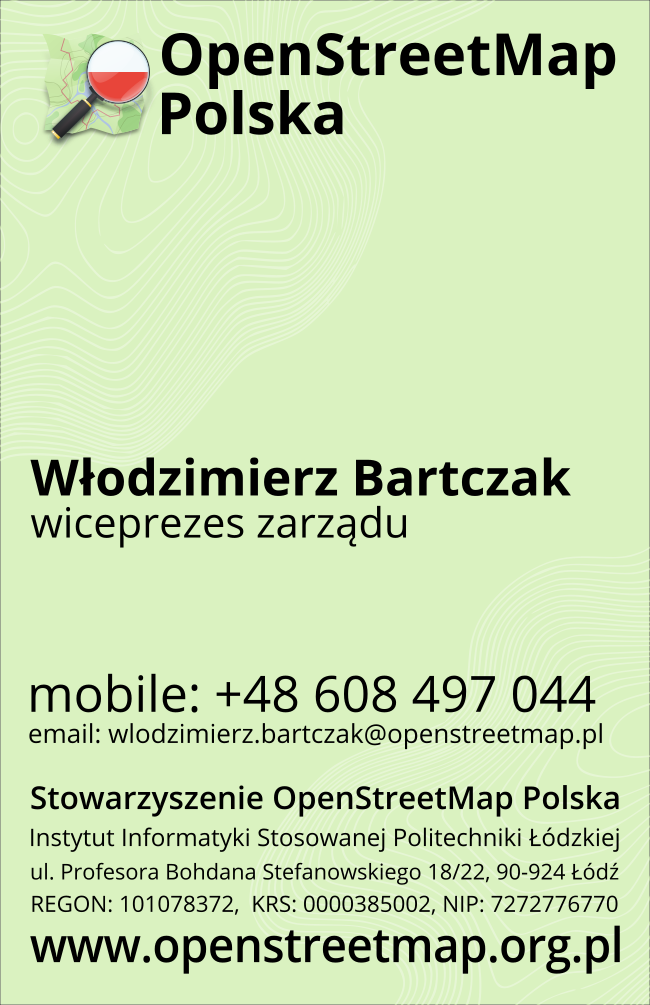 OpenStreetMap
Polska
Włodzimierz Bartczak
wiceprezes zarządu
mobile: +48 608 497 044
email: wlodzimierz.bartczak@openstreetmap.pl
Stowarzyszenie OpenStreetMap Polska
Instytut Informatyki Stosowanej Politechniki Łódzkiej
ul. Profesora Bohdana Stefanowskiego 18/22, 90-924 Łódź
REGON: 101078372, KRS: 0000385002, NIP: 7272776770
www.openstreetmap.org.pl